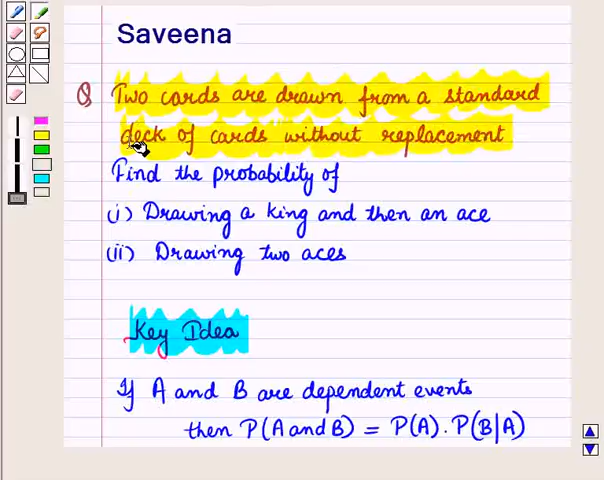 Saveena
Q Two cards are drawn from a standard
deck of cards without replacement
Find the probability of
(i) Drawing a king and then an ace
(ii) Drawing two aces
Key Idea
If A and B are dependent events
then P(A and B) = P(A) . P(B|A)